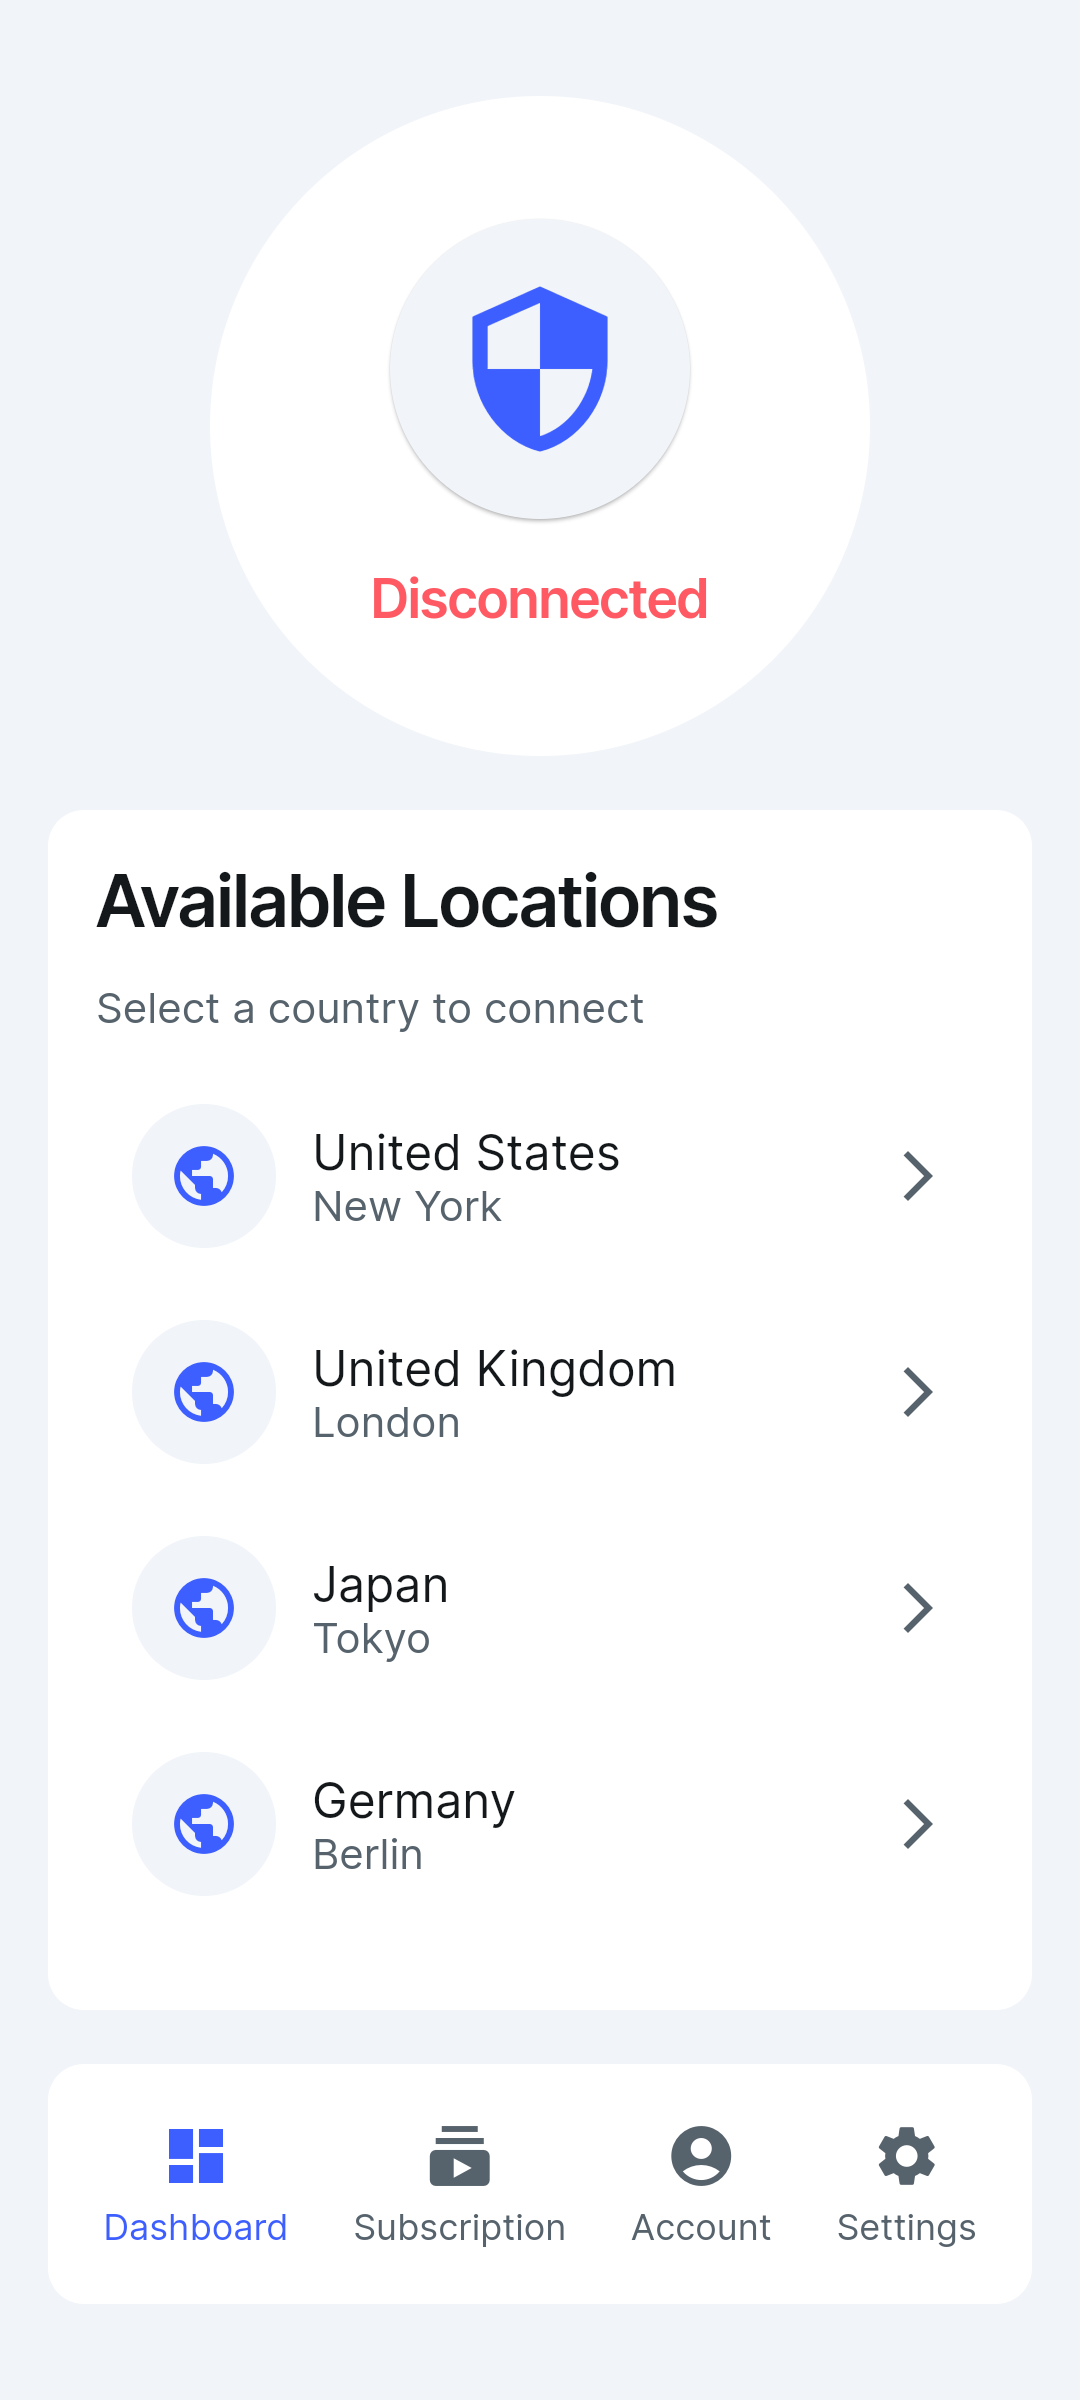 Disconnected
Available Locations
Select a country to connect
United States
New York
United Kingdom
London
Japan
Tokyo
Germany
Berlin
Dashboard
Subscription
Account
Settings